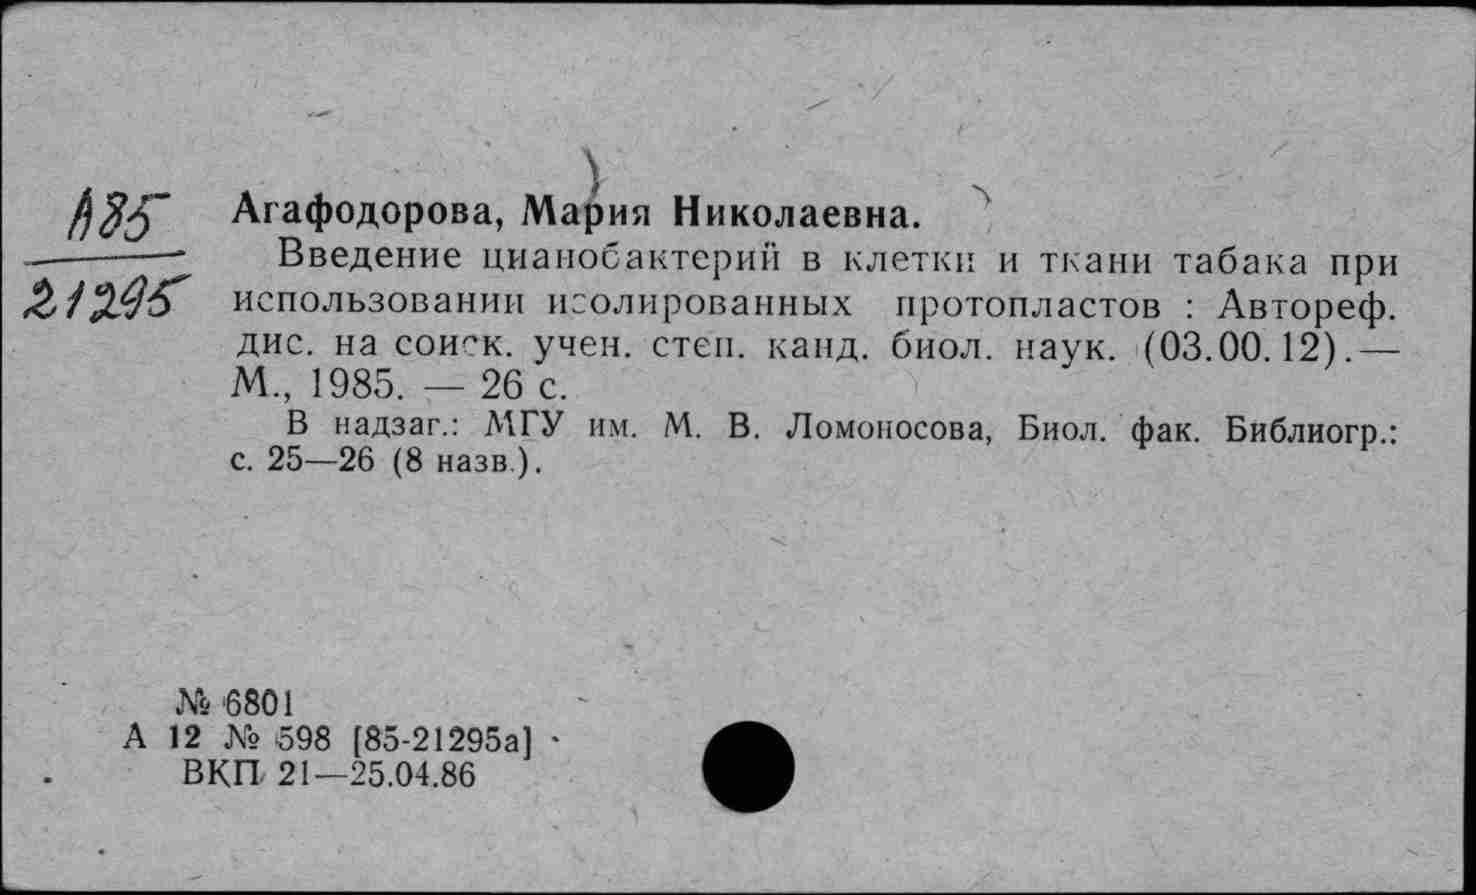 А85
21295
Агафодорова, Мария Николаевна.
Введение цианобактерий в клетки и ткани табака при
использовании изолированных протопластов : Автореф.
дис. на соиск. учен. степ. канд. биол. наук. (03.00.12). —
М., 1985. — 26 с.
В надзаг.: МГУ им. М. В. Ломоносова, Биол. фак. Библиогр.:
с. 25—26 (8 назв.).
№ 6801
А 12 № 598 [85-21295а]
ВКП 21—25.04.86